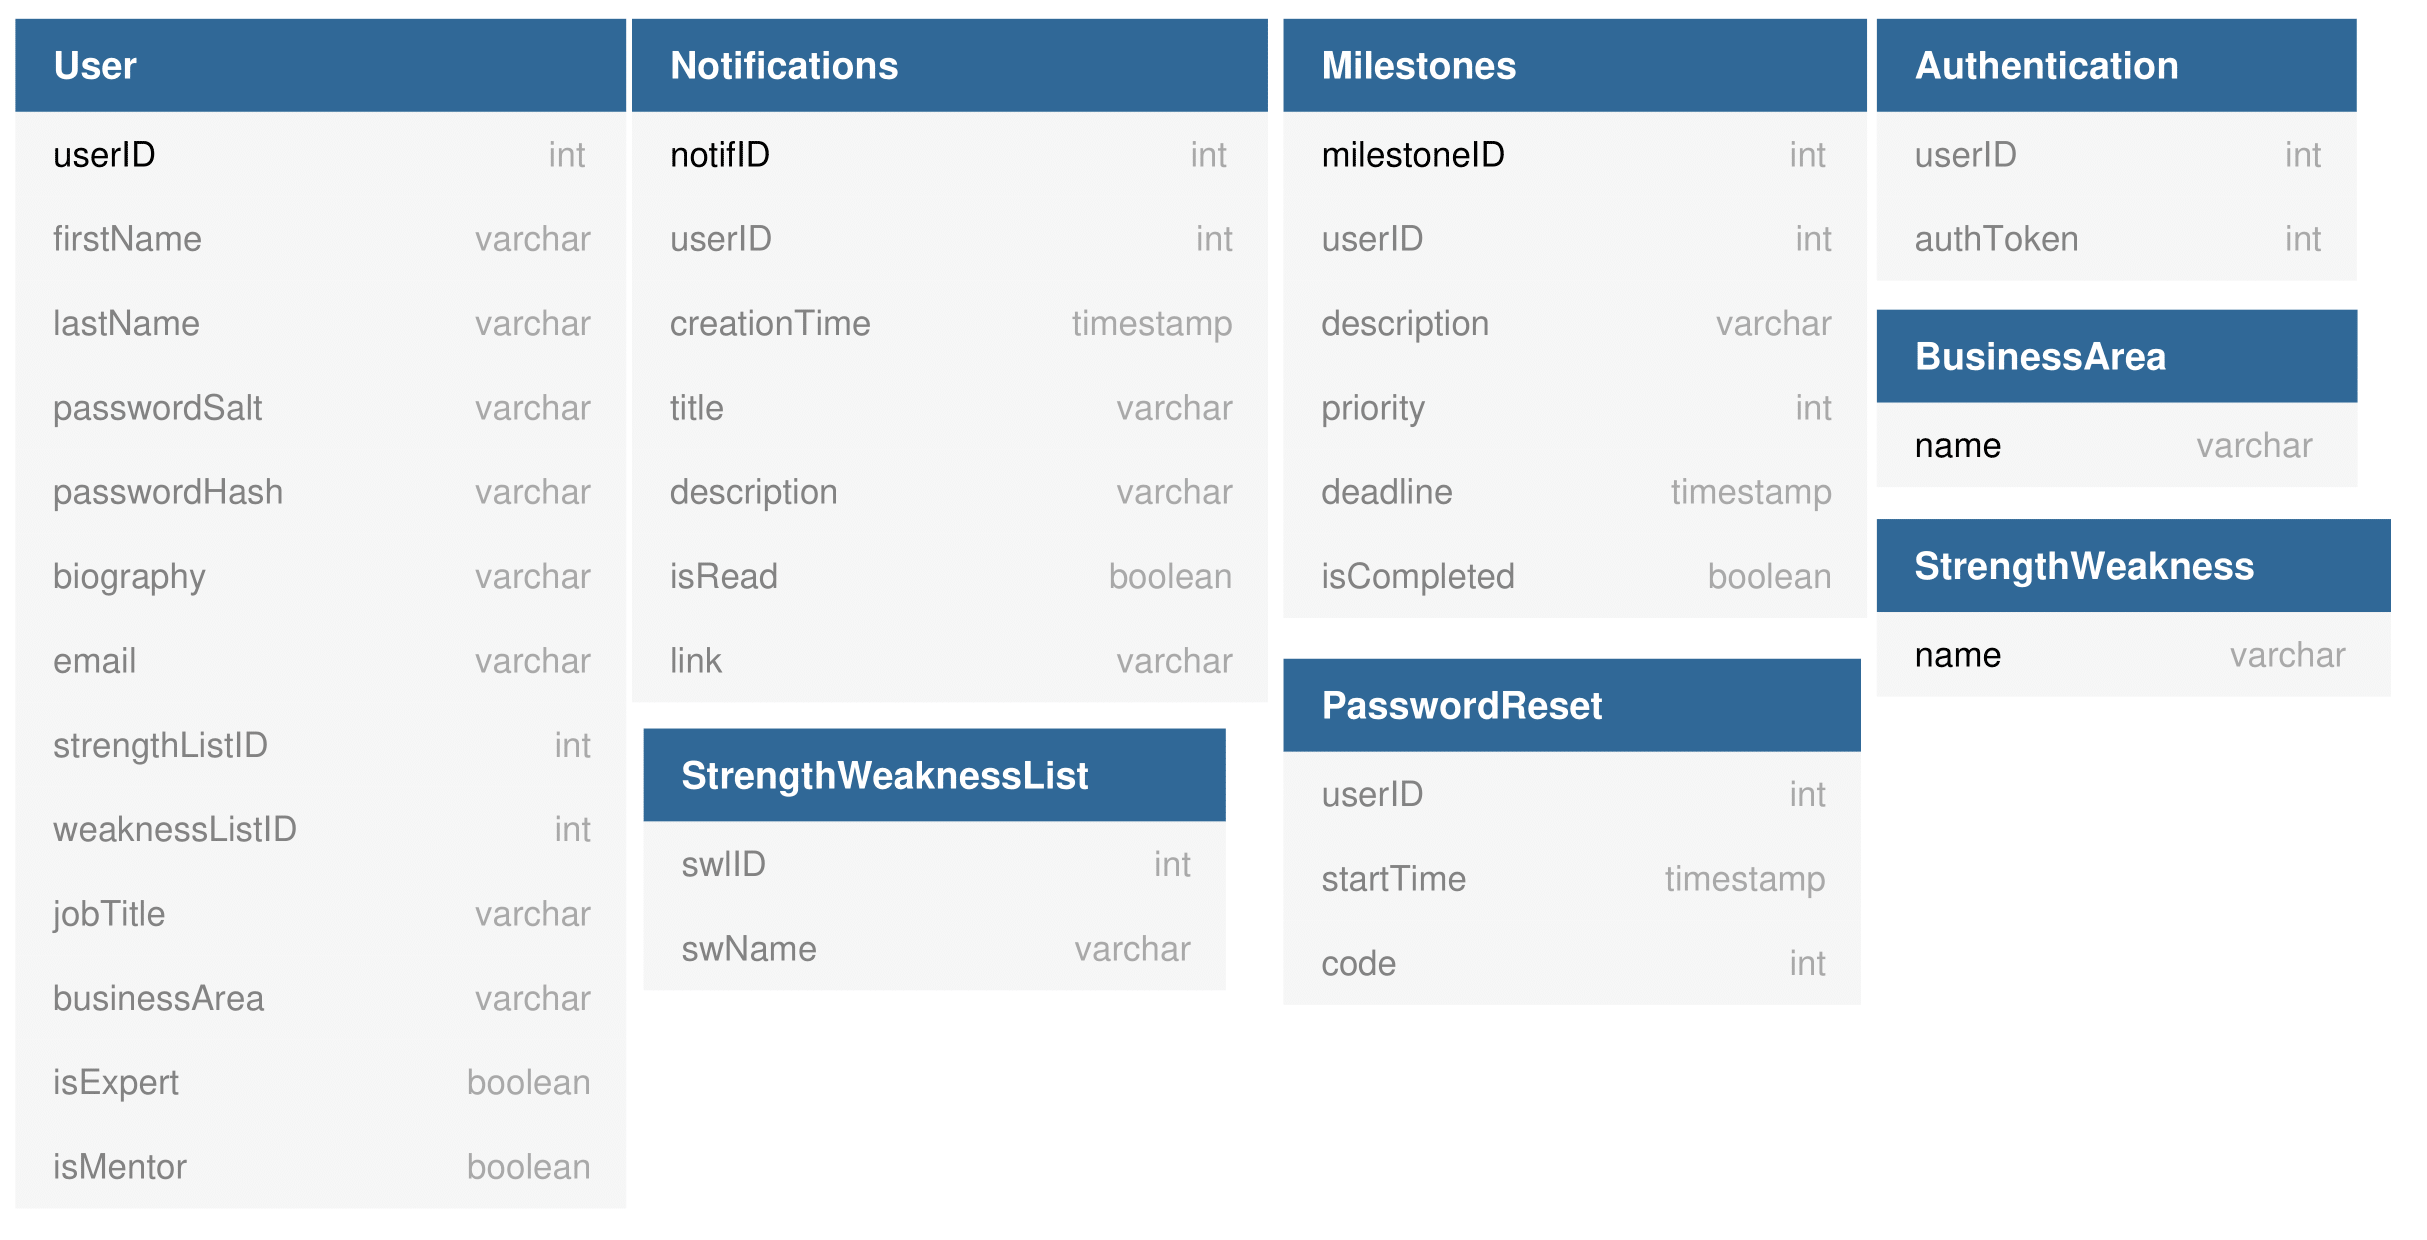 User
userID int
firstName varchar
lastName varchar
passwordSalt varchar
passwordHash varchar
biography varchar
email varchar
strengthListID int
weaknessListID int
jobTitle varchar
businessArea varchar
isExpert boolean
isMentor boolean
Notifications
notifID int
userID int
creationTime timestamp
title varchar
description varchar
isRead boolean
link varchar
StrengthWeaknessList
swlID int
swName varchar
Milestones
milestoneID int
userID int
description varchar
priority int
deadline timestamp
isCompleted boolean
PasswordReset
userID int
startTime timestamp
code int
Authentication
userID int
authToken int
BusinessArea
name varchar
StrengthWeakness
name varchar